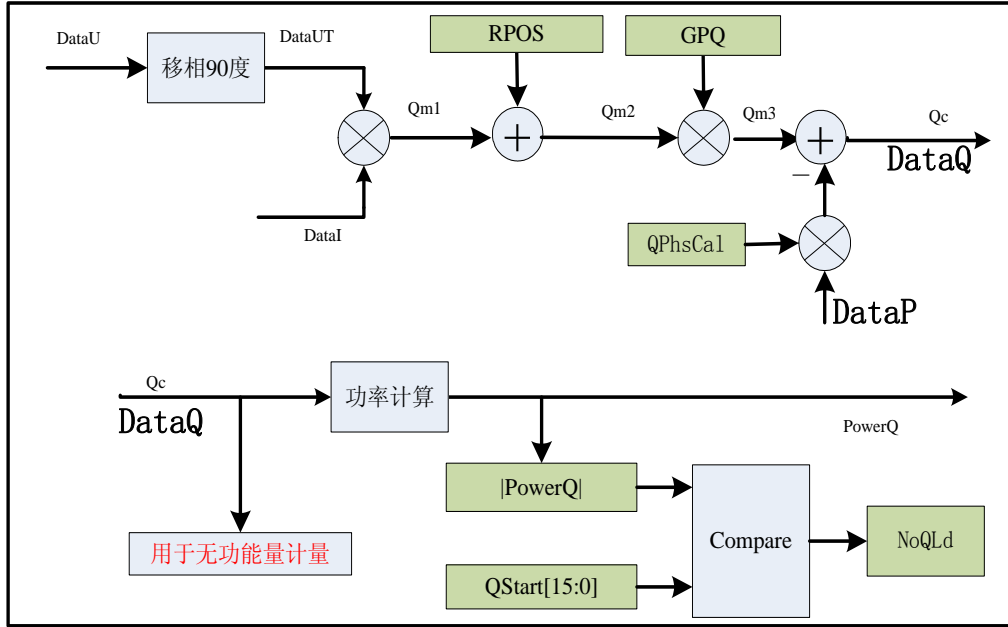 DataU
移相90度
DataUT
RPOS
GPQ
Qm1
Qm2
Qm3
Qc
DataQ
DataI
QPhsCal
DataP
Qc
DataQ
功率计算
PowerQ
|PowerQ|
用于无功能量计量
Compare
NoQLd
QStart[15:0]